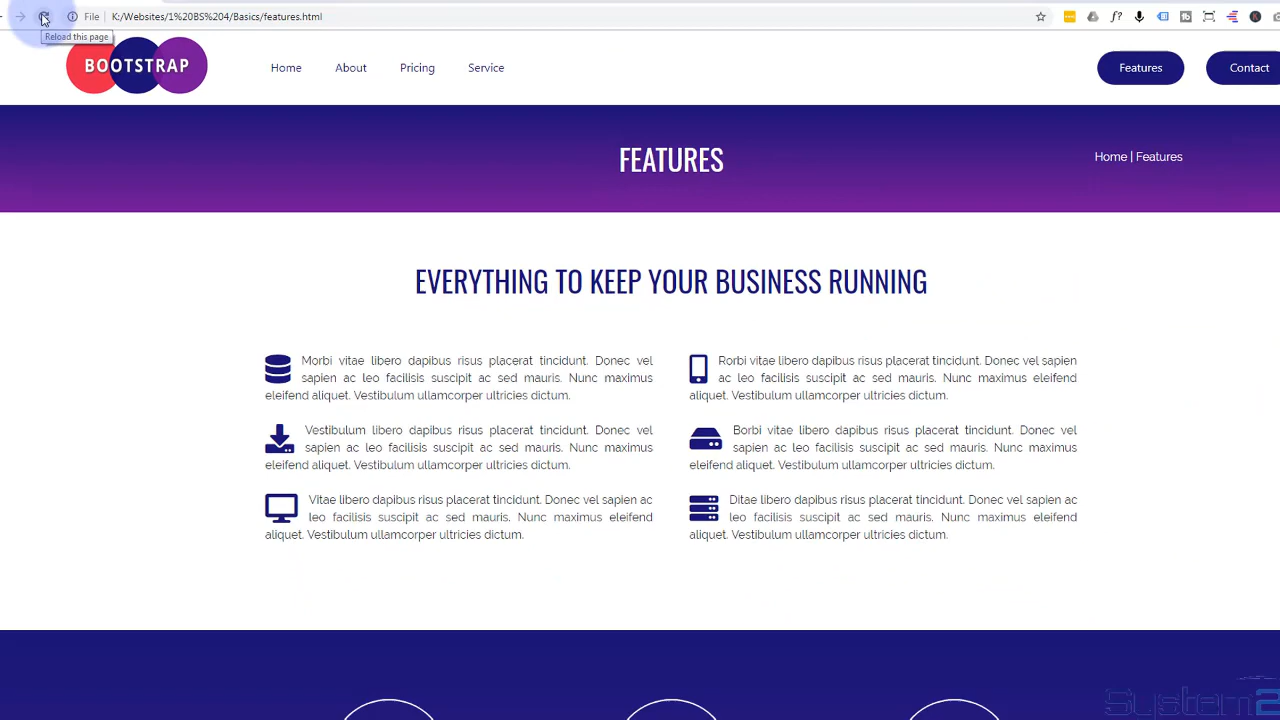 File K:/Websites/1%20BS%204/Basics/features.html
Reload this page
BOOTSTRAP
Home About Pricing Service Features Contact
FEATURES
Home | Features
EVERYTHING TO KEEP YOUR BUSINESS RUNNING
Morbi vitae libero dapibus risus placerat tincidunt. Donec vel
sapien ac leo facilisis suscipit ac sed mauris. Nunc maximus
eleifend aliquet. Vestibulum ullamcorper ultricies dictum.
Rorbi vitae libero dapibus risus placerat tincidunt. Donec vel sapien
ac leo facilisis suscipit ac sed mauris. Nunc maximus eleifend
aliquet. Vestibulum ullamcorper ultricies dictum.
Vestibulum libero dapibus risus placerat tincidunt. Donec vel
sapien ac leo facilisis suscipit ac sed mauris. Nunc maximus
eleifend aliquet. Vestibulum ullamcorper ultricies dictum.
Borbi vitae libero dapibus risus placerat tincidunt. Donec vel
sapien ac leo facilisis suscipit ac sed mauris. Nunc maximus
eleifend aliquet. Vestibulum ullamcorper ultricies dictum.
Vitae libero dapibus risus placerat tincidunt. Donec vel sapien ac
leo facilisis suscipit ac sed mauris. Nunc maximus eleifend
aliquet. Vestibulum ullamcorper ultricies dictum.
Ditae libero dapibus risus placerat tincidunt. Donec vel sapien ac
leo facilisis suscipit ac sed mauris. Nunc maximus eleifend
aliquet. Vestibulum ullamcorper ultricies dictum.
System2